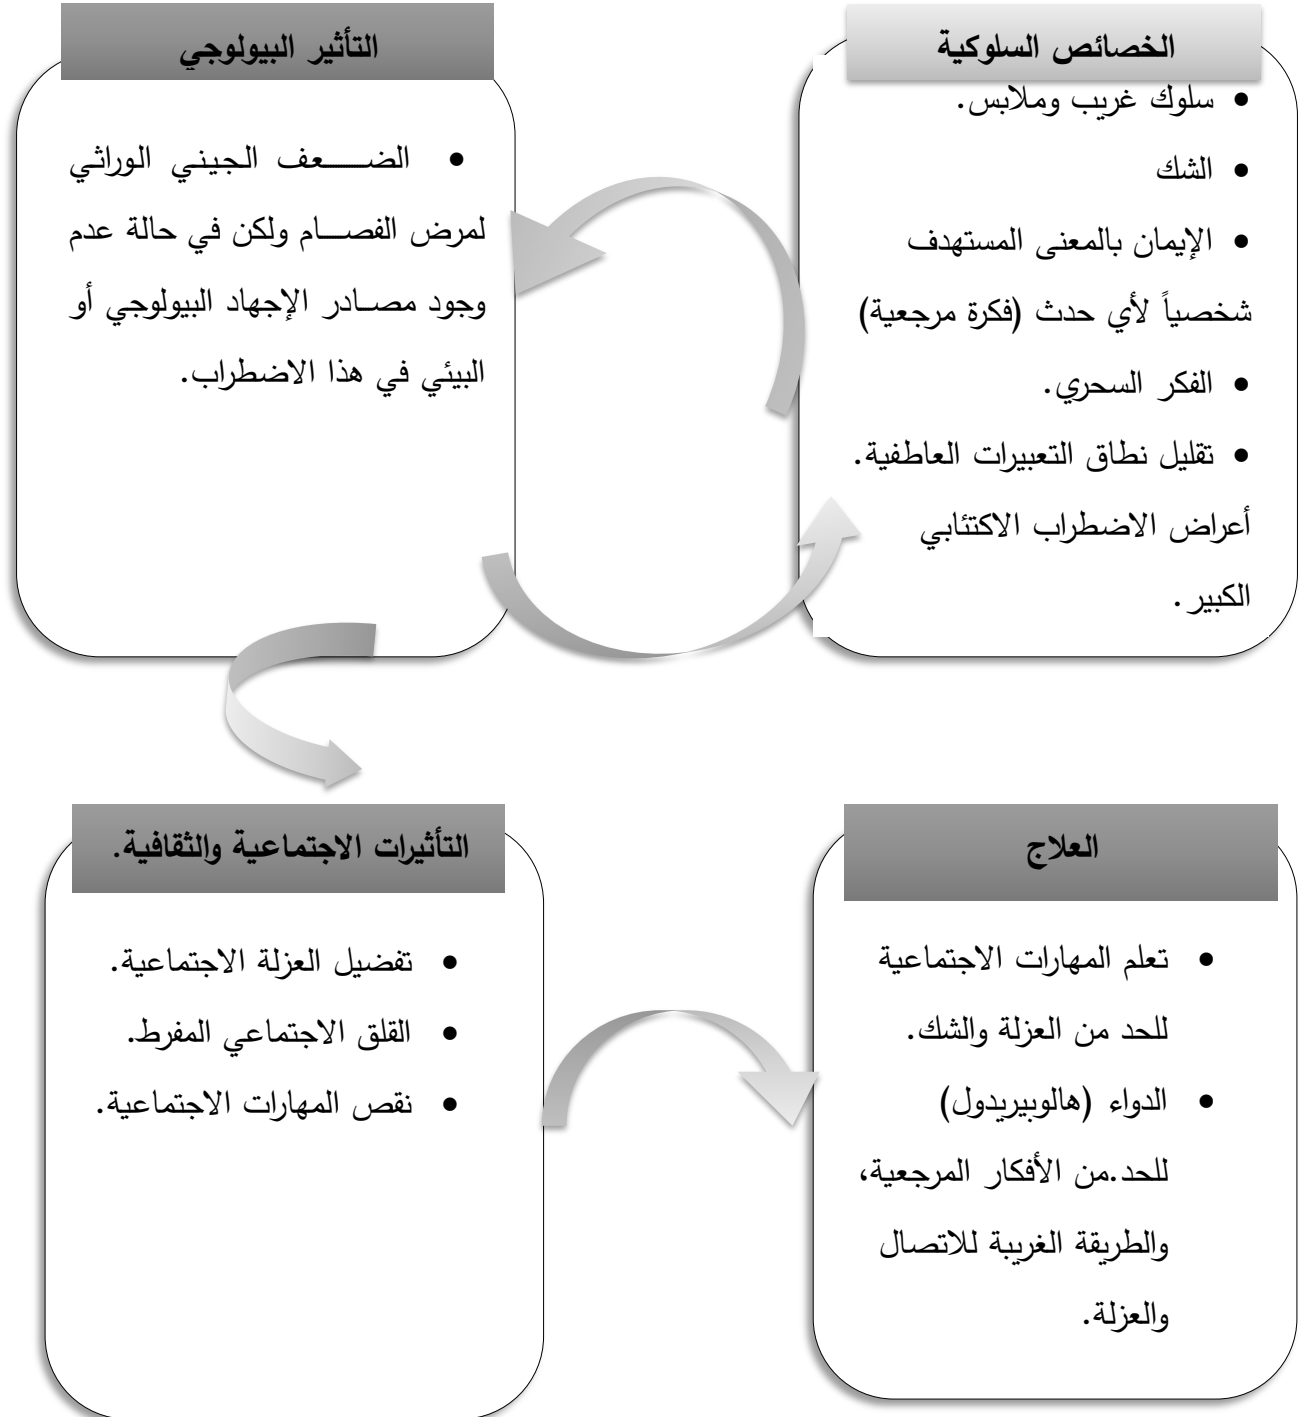 الخصائص السلوكية
• سلوك غريب وملابس.
• الشك
• الإيمان بالمعنى المستهدف
شخصياً لأي حدث (فكرة مرجعية)
• الفكر السحري.
• تقليل نطاق التعبيرات العاطفية.
أعراض الاضطراب الاكتئابي
الكبير.
التأثير البيولوجي
• الضعف الجيني الوراثي
لمرض الفصام ولكن في حالة عدم
وجود مصادر الإجهاد البيولوجي أو
البيئي في هذا الاضطراب.
التأثيرات الاجتماعية والثقافية.
• تفضيل العزلة الاجتماعية.
• القلق الاجتماعي المفرط.
• نقص المهارات الاجتماعية.
العلاج
• تعلم المهارات الاجتماعية
للحد من العزلة والشك.
• الدواء (هالوبيريدول)
للحد.من الأفكار المرجعية،
والطريقة الغريبة للاتصال
والعزلة.